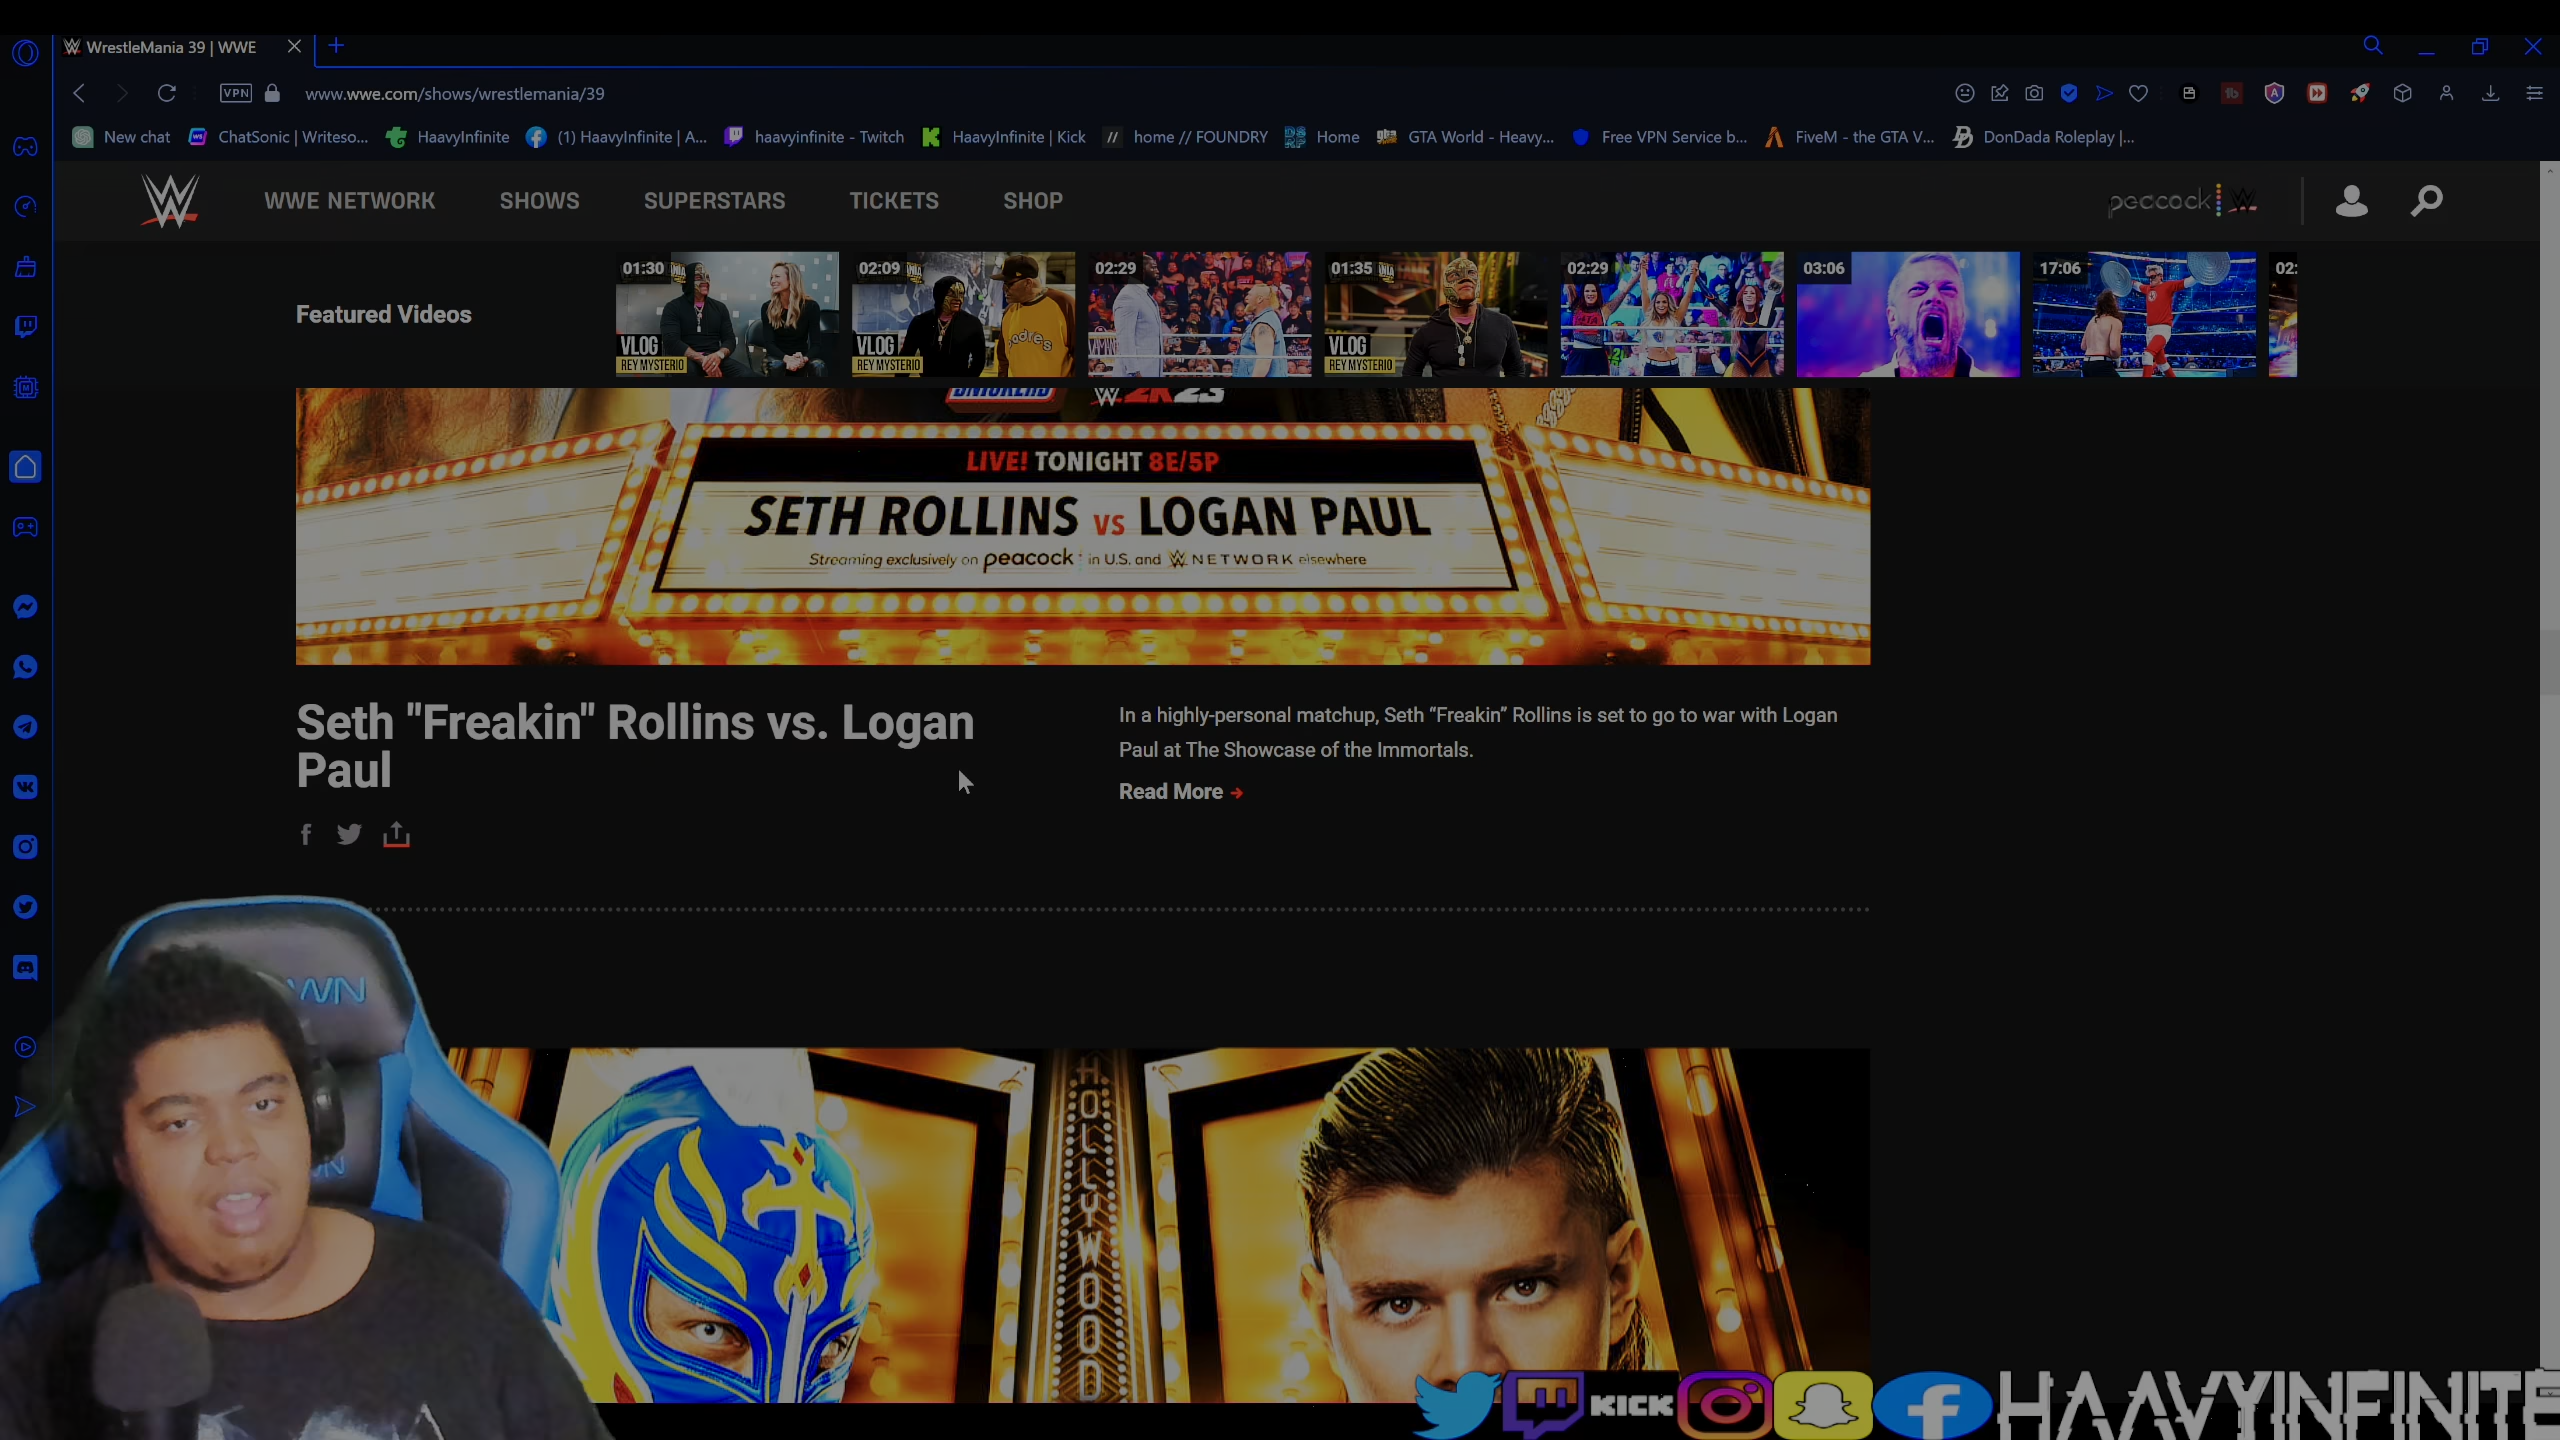 WrestleMania 39 | WWE
VPN
www.wwe.com/shows/wrestlemania/39
New chat
ChatSonic | Writeso...
HaavyInfinite
(1) HaavyInfinite | A...
haavyinfinite - Twitch
HaavyInfinite | Kick
home // FOUNDRY
Home
GTA World - Heavy...
Free VPN Service b...
FiveM - the GTA V...
DonDada Roleplay |...
WWE NETWORK
SHOWS
SUPERSTARS
TICKETS
SHOP
peacock
Featured Videos
01:30
VLOG
REY MYSTERIO
02:09
VLOG
REY MYSTERIO
padres
02:29
01:35
VLOG
REY MYSTERIO
02:29
03:06
17:06
02:
SNICKERS
2K23
LIVE! TONIGHT 8E/5P
SETH ROLLINS VS LOGAN PAUL
Streaming exclusively on peacock in U.S. and W NETWORK elsewhere
Seth "Freakin" Rollins vs. Logan
Paul
In a highly-personal matchup, Seth “Freakin” Rollins is set to go to war with Logan
Paul at The Showcase of the Immortals.
Read More
HOLLYWOOD
KICK
HAAVYINFINITE